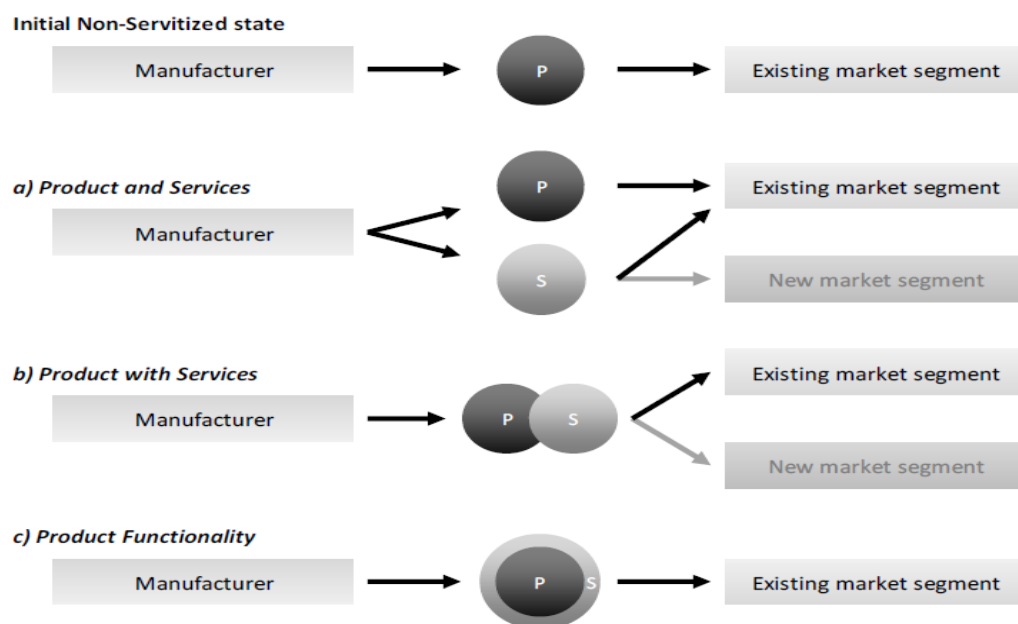 Initial Non-Servitized state
Manufacturer P Existing market segment
a) Product and Services
P Existing market segment
Manufacturer
S New market segment
b) Product with Services
Existing market segment
Manufacturer P S
New market segment
c) Product Functionality
Manufacturer P S Existing market segment